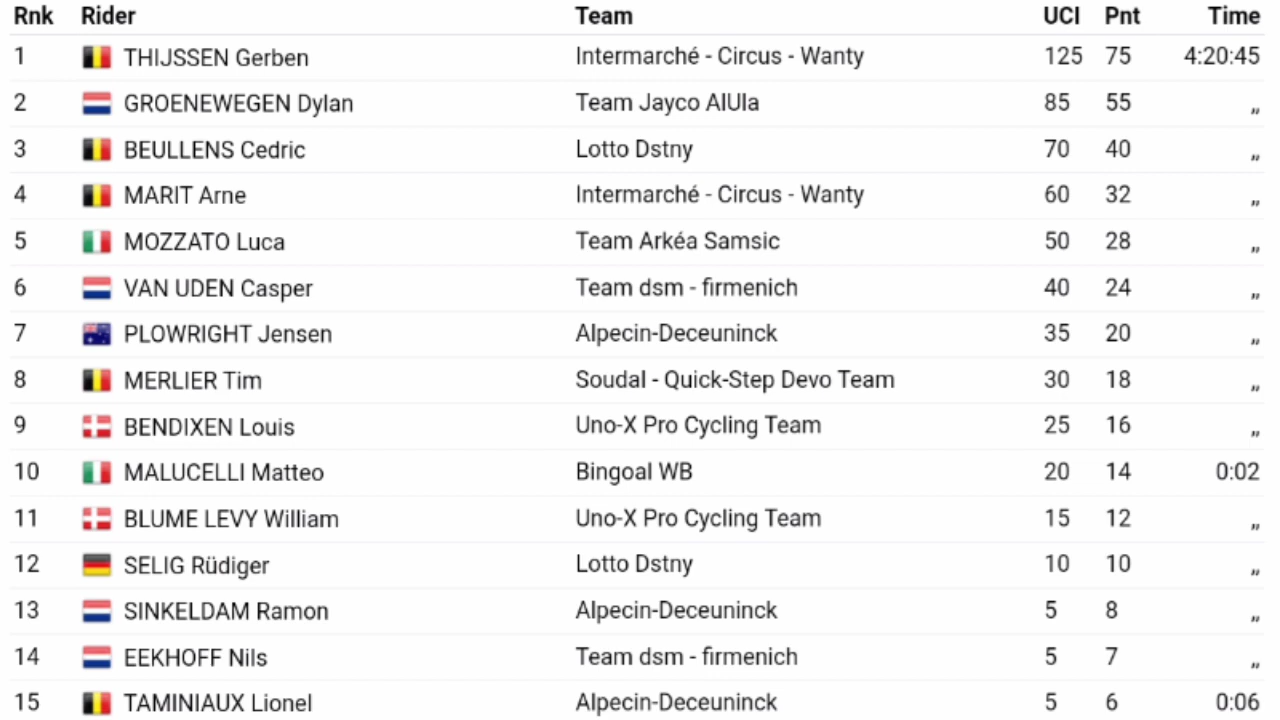 Rnk Rider Team UCI Pnt Time
1 THIJSSEN Gerben Intermarché - Circus - Wanty 125 75 4:20:45
2 GROENEWEGEN Dylan Team Jayco AlUla 85 55 „
3 BEULLENS Cedric Lotto Dstny 70 40 „
4 MARIT Arne Intermarché - Circus - Wanty 60 32 „
5 MOZZATO Luca Team Arkéa Samsic 50 28 „
6 VAN UDEN Casper Team dsm - firmenich 40 24 „
7 PLOWRIGHT Jensen Alpecin-Deceuninck 35 20 „
8 MERLIER Tim Soudal - Quick-Step Devo Team 30 18 „
9 BENDIXEN Louis Uno-X Pro Cycling Team 25 16 „
10 MALUCELLI Matteo Bingoal WB 20 14 0:02
11 BLUME LEVY William Uno-X Pro Cycling Team 15 12 „
12 SELIG Rüdiger Lotto Dstny 10 10 „
13 SINKELDAM Ramon Alpecin-Deceuninck 5 8 „
14 EEKHOFF Nils Team dsm - firmenich 5 7 „
15 TAMINIAUX Lionel Alpecin-Deceuninck 5 6 0:06